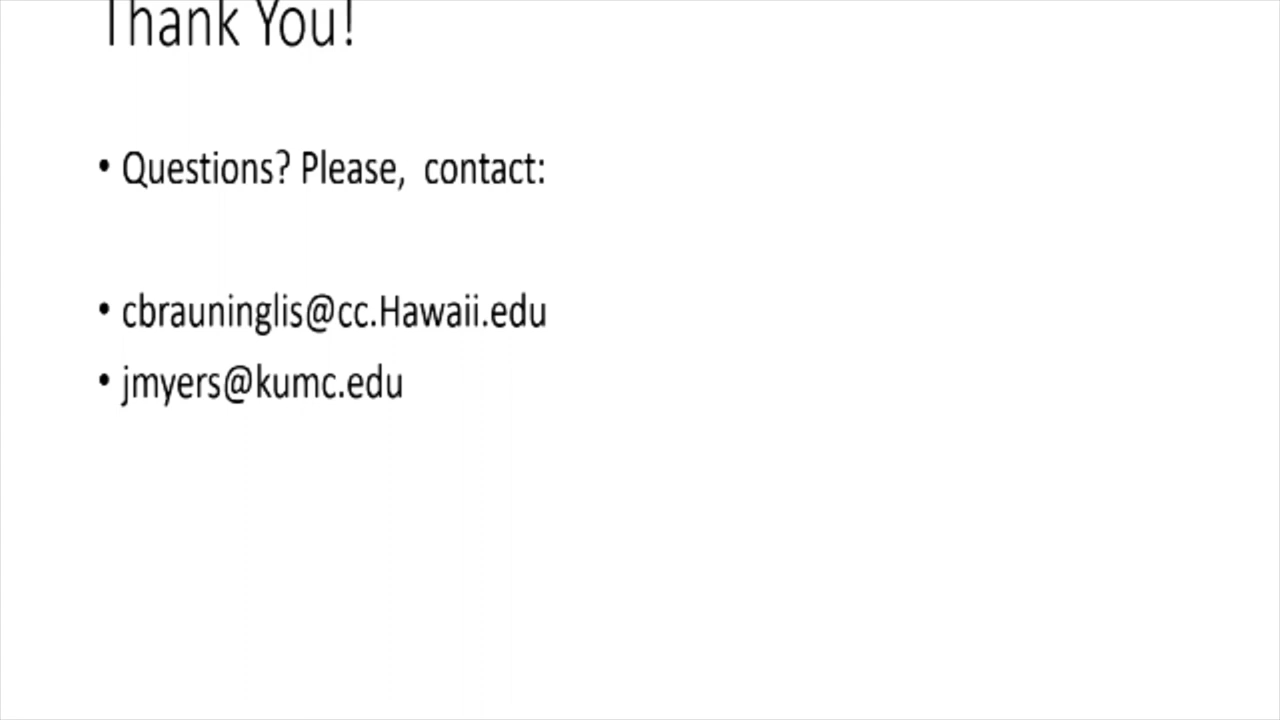 Thank You!
• Questions? Please,  contact:
• cbrauninglis@cc.Hawaii.edu
• jmyers@kumc.edu